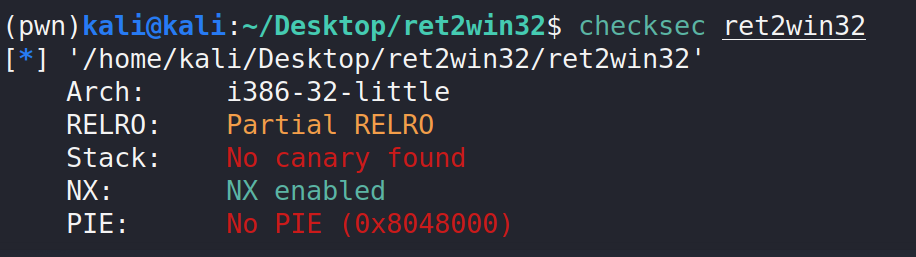 (pwn)kali@kali:~/Desktop/ret2win32$ checksec ret2win32
[*] '/home/kali/Desktop/ret2win32/ret2win32'
    Arch:     i386-32-little
    RELRO:    Partial RELRO
    Stack:    No canary found
    NX:       NX enabled
    PIE:      No PIE (0x8048000)